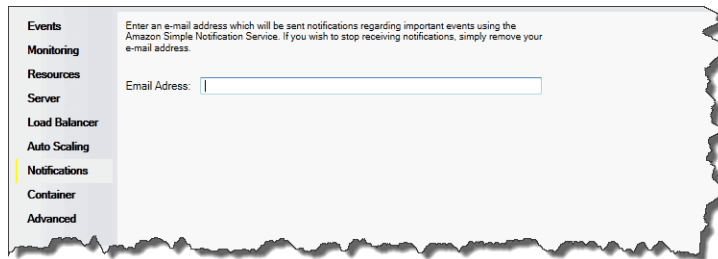 Events
Monitoring
Resources
Server
Load Balancer
Auto Scaling
Notifications
Container
Advanced
Enter an e-mail address which will be sent notifications regarding important events using the
Amazon Simple Notification Service. If you wish to stop receiving notifications, simply remove your
e-mail address.
Email Adress: